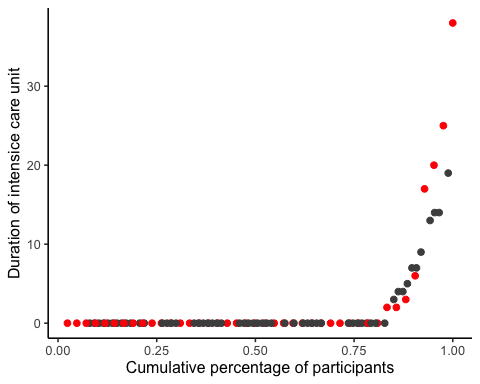 Duration of intensice care unit
30
20
10
0
0.00 0.25 0.50 0.75 1.00
Cumulative percentage of participants